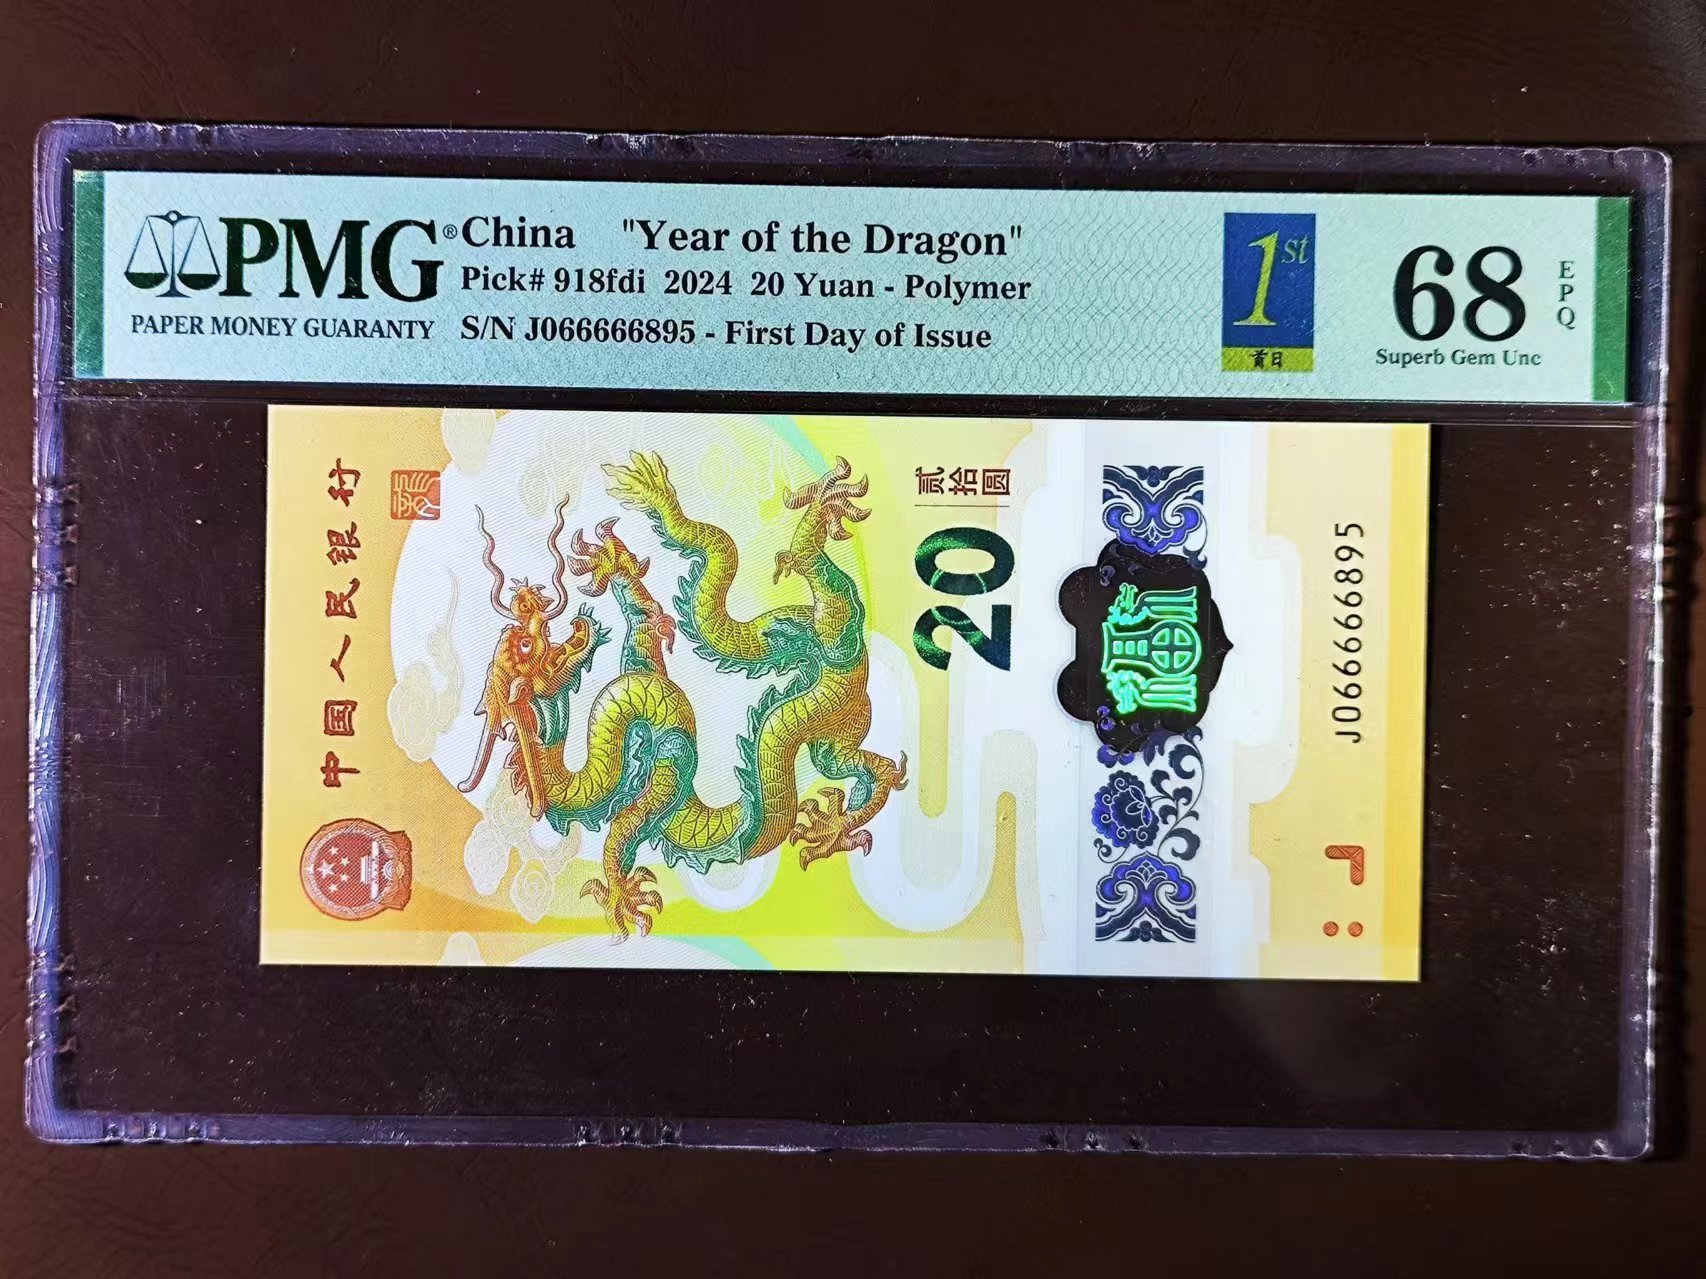 PMG® China "Year of the Dragon"
Pick# 918fdi 2024 20 Yuan - Polymer
PAPER MONEY GUARANTY S/N J066666895 - First Day of Issue
1st
首日
68
EPQ
Superb Gem Unc
中国人民银行
贰拾圆
20
J066666895